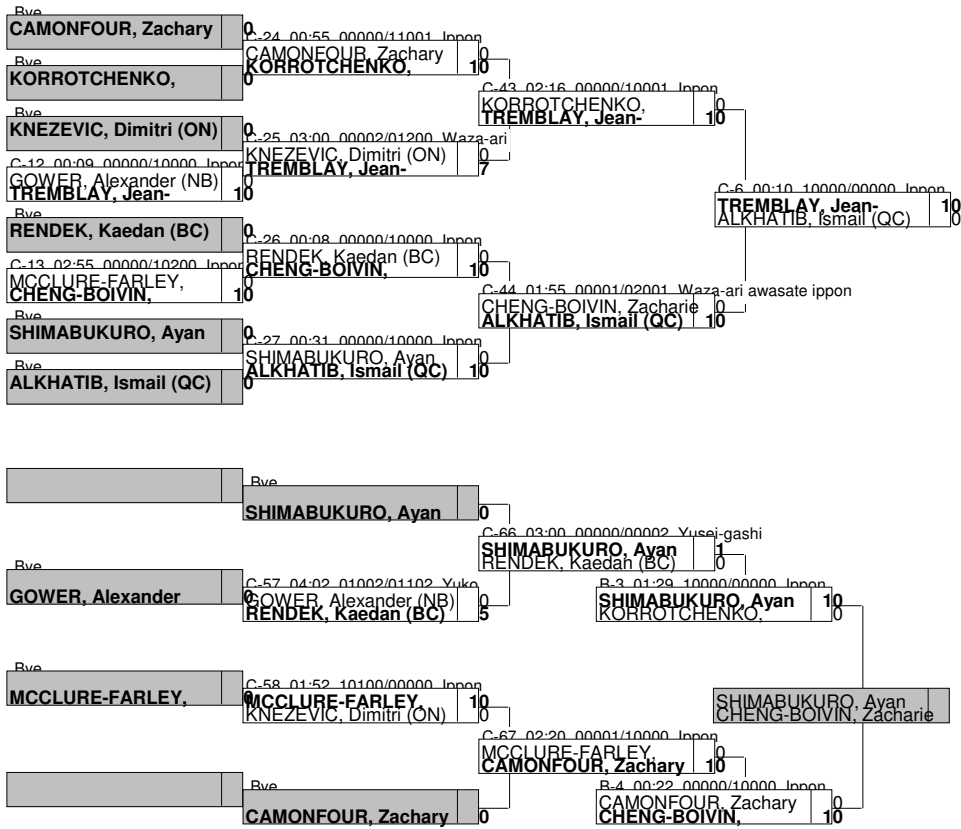 Bye
CAMONFOUR, Zachary 0
Bye
KORROTCHENKO, 0
Bye
KNEZEVIC, Dimitri (ON) 0
C-12 00:09 00000/10000 Ippon
GOWER, Alexander (NB) 0
TREMBLAY, Jean- 10
Bye
RENDEK, Kaedan (BC) 0
C-13 02:55 00000/10200 Ippon
MCCLURE-FARLEY, 0
CHENG-BOIVIN, 10
Bye
SHIMABUKURO, Ayan 0
Bye
ALKHATIB, Ismail (QC) 0
C-24 00:55 00000/11001 Ippon
CAMONFOUR, Zachary 0
KORROTCHENKO, 10
C-25 03:00 00002/01200 Waza-ari
KNEZEVIC, Dimitri (ON) 0
TREMBLAY, Jean- 7
C-26 00:08 00000/10000 Ippon
RENDEK, Kaedan (BC) 0
CHENG-BOIVIN, 10
C-27 00:31 00000/10000 Ippon
SHIMABUKURO, Ayan 0
ALKHATIB, Ismail (QC) 10
C-43 02:16 00000/10001 Ippon
KORROTCHENKO, 0
TREMBLAY, Jean- 10
C-44 01:55 00001/02001 Waza-ari awasate ippon
CHENG-BOIVIN, Zacharie 0
ALKHATIB, Ismail (QC) 10
C-6 00:10 10000/00000 Ippon
TREMBLAY, Jean- 10
ALKHATIB, Ismail (QC) 0
Bye
SHIMABUKURO, Ayan 0
Bye
GOWER, Alexander 0
C-57 04:02 01002/01102 Yuko
GOWER, Alexander (NB) 0
RENDEK, Kaedan (BC) 5
Bye
MCCLURE-FARLEY, 0
C-58 01:52 10100/00000 Ippon
MCCLURE-FARLEY, 10
KNEZEVIC, Dimitri (ON) 0
Bye
CAMONFOUR, Zachary 0
C-66 03:00 00000/00002 Yusei-gashi
SHIMABUKURO, Ayan 1
RENDEK, Kaedan (BC) 0
C-67 02:20 00001/10000 Ippon
MCCLURE-FARLEY, 0
CAMONFOUR, Zachary 10
B-3 01:29 10000/00000 Ippon
SHIMABUKURO, Ayan 10
KORROTCHENKO, 0
B-4 00:22 00000/10000 Ippon
CAMONFOUR, Zachary 0
CHENG-BOIVIN, 10
SHIMABUKURO, Ayan
CHENG-BOIVIN, Zacharie